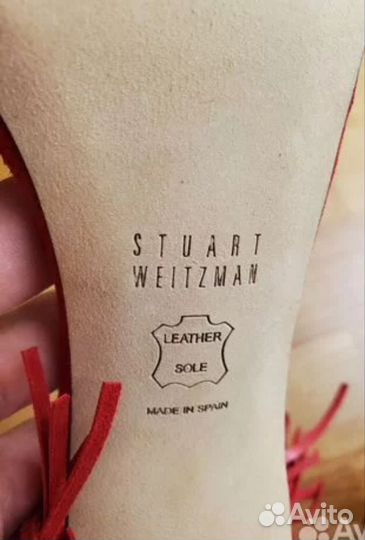 STUART
WEITZMAN
LEATHER
SOLE
MADE IN SPAIN
Avito